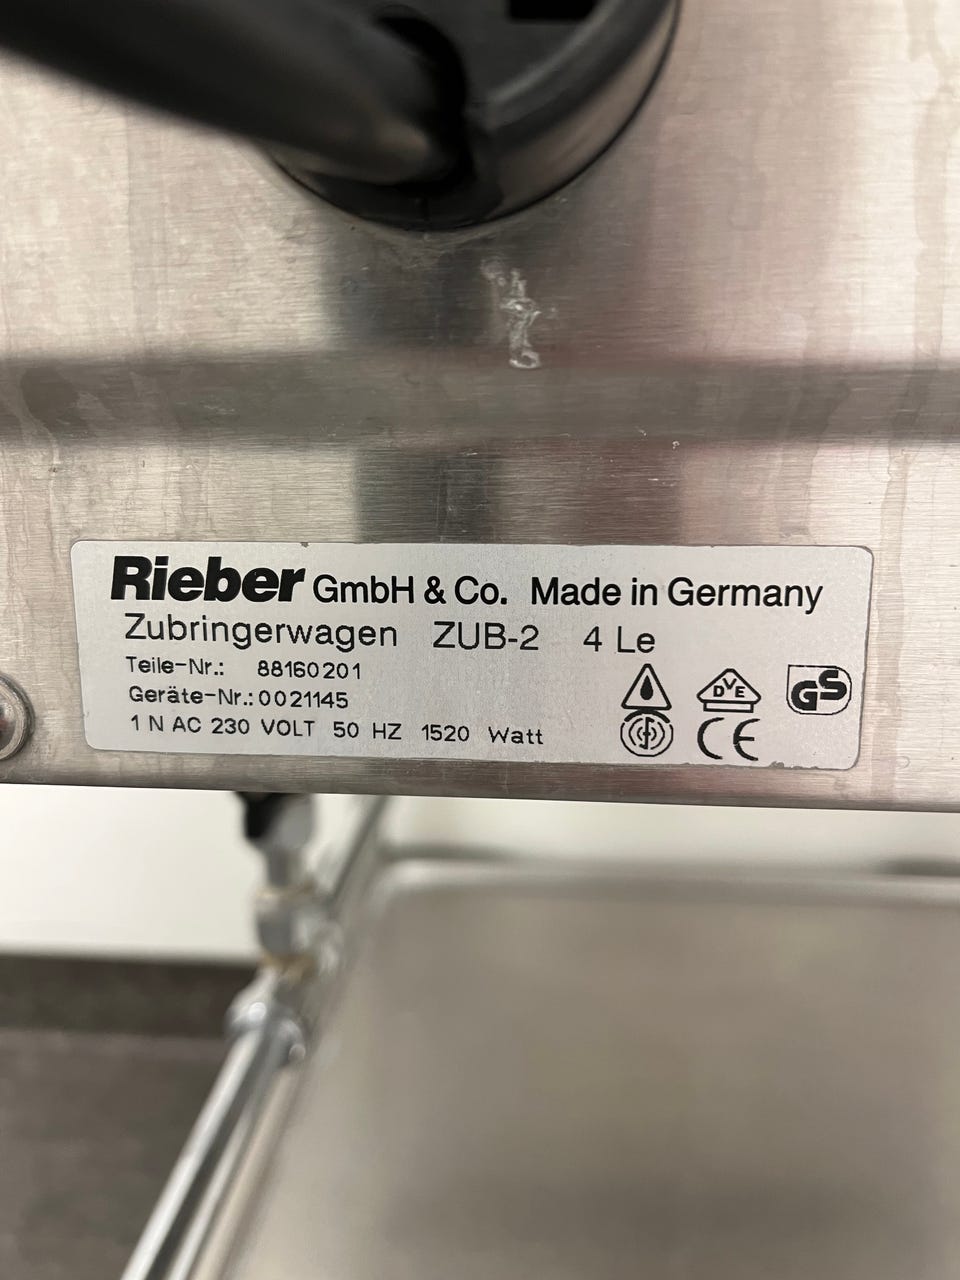 Rieber GmbH & Co. Made in Germany
Zubringerwagen ZUB-2 4 Le
Teile-Nr.: 88160201
Geräte-Nr.: 0021145
1 N AC 230 VOLT 50 HZ 1520 Watt
DVE GS
CE